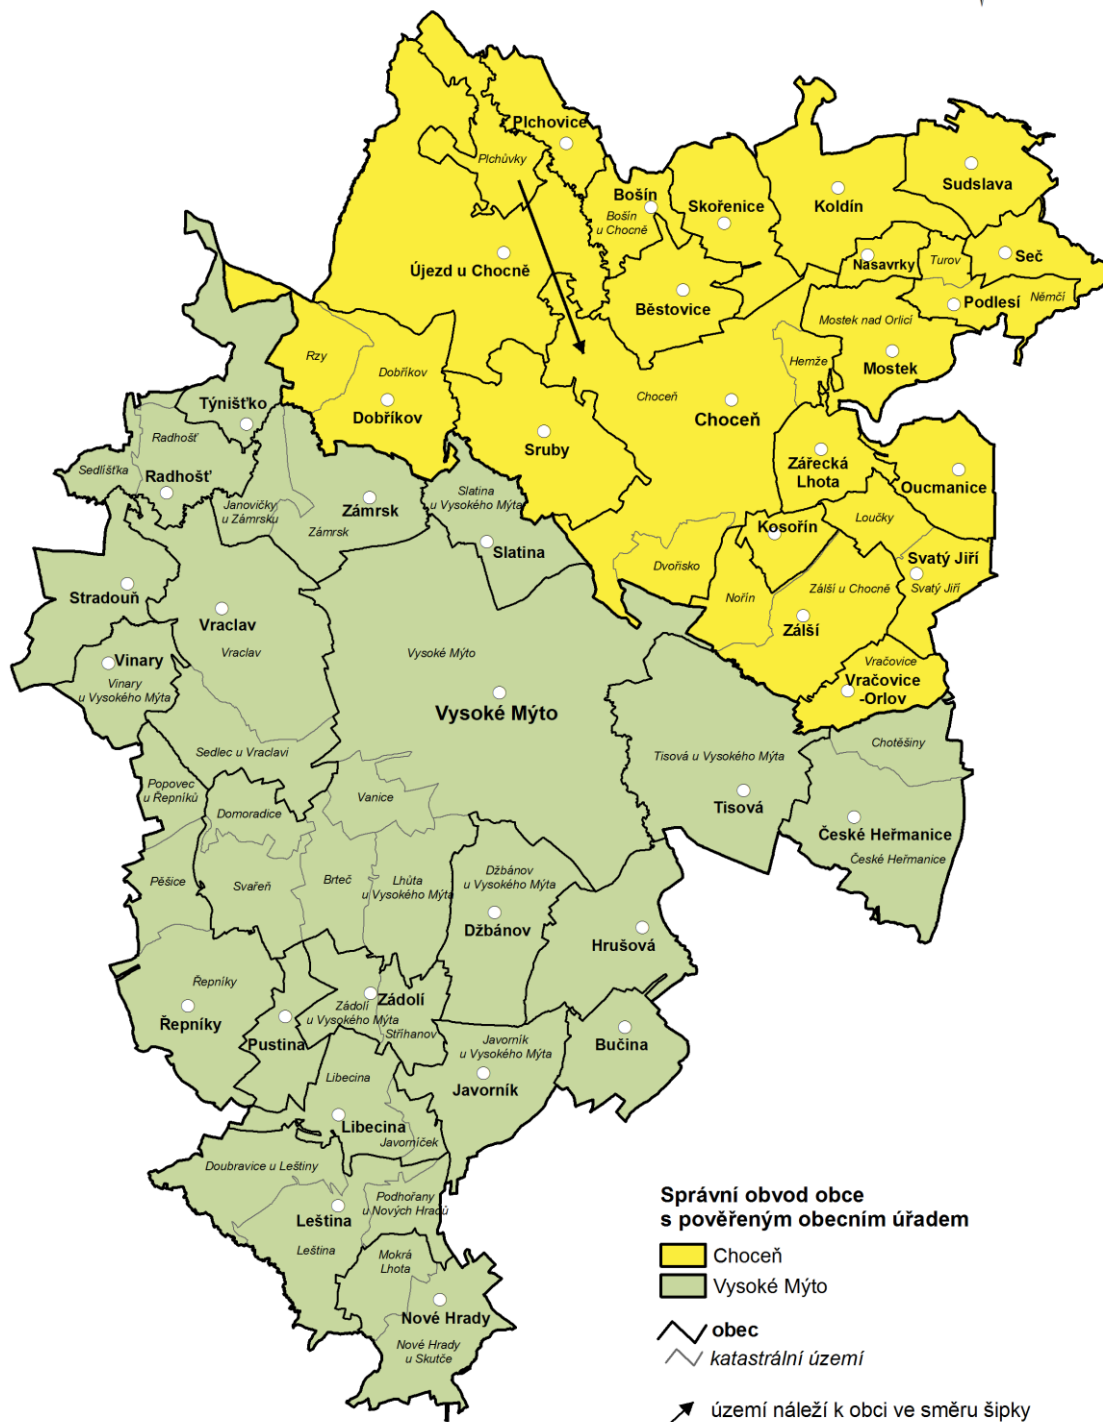 Plchovice
Plchůvky
Bošín
Bošín
u Chocně
Skořenice
Koldín
Sudslava
Újezd u Chocně
Běstovice
Nasavrky
Turov
Seč
Podlesí
Němčí
Mostek nad Orlicí
Mostek
Hemže
Rzy
Dobříkov
Dobříkov
Choceň
Choceň
Sruby
Týnišťko
Radhošť
Sedlíšťka
Radhošť
Janovičky
u Zámrsku
Zámrsk
Zámrsk
Slatina
u Vysokého Mýta
Slatina
Zářecká
Lhota
Oucmanice
Kosořín
Loučky
Dvořisko
Nořín
Zálší u Chocně
Zálší
Svatý Jiří
Svatý Jiří
Vračovice
Vračovice
-Orlov
Stradouň
Vraclav
Vraclav
Vinary
Vinary
u Vysokého Mýta
Vysoké Mýto
Vysoké Mýto
Sedlec u Vraclavi
Tisová u Vysokého Mýta
Tisová
Chotěšiny
České Heřmanice
České Heřmanice
Popovec
u Řepníků
Domoradice
Vanice
Pěšice
Svařeň
Brteč
Lhůta
u Vysokého Mýta
Džbánov
u Vysokého Mýta
Džbánov
Hrušová
Řepníky
Řepníky
Pustina
Zádolí
Zádolí
u Vysokého Mýta
Stříhanov
Javorník
u Vysokého Mýta
Javorník
Bučina
Libecina
Libecina
Javorníček
Doubravice u Leštiny
Leština
Leština
Podhořany
u Nových Hradů
Mokrá
Lhota
Nové Hrady
Nové Hrady
u Skutče
Správní obvod obce
s pověřeným obecním úřadem
Choceň
Vysoké Mýto
obec
katastrální území
území náleží k obci ve směru šipky